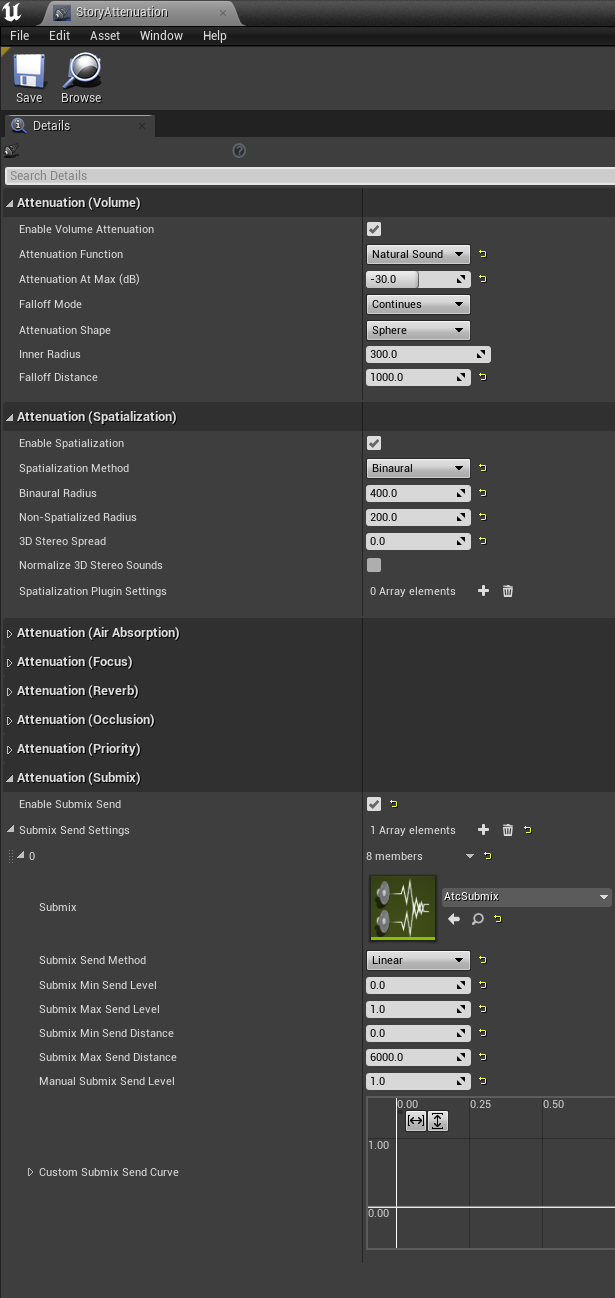 StoryAttenuation
File Edit Asset Window Help
Save Browse
Details
Search Details
Attenuation (Volume)
Enable Volume Attenuation
Attenuation Function Natural Sound
Attenuation At Max (dB) -30.0
Falloff Mode Continues
Attenuation Shape Sphere
Inner Radius 300.0
Falloff Distance 1000.0
Attenuation (Spatialization)
Enable Spatialization
Spatialization Method Binaural
Binaural Radius 400.0
Non-Spatialized Radius 200.0
3D Stereo Spread 0.0
Normalize 3D Stereo Sounds
Spatialization Plugin Settings 0 Array elements
Attenuation (Air Absorption)
Attenuation (Focus)
Attenuation (Reverb)
Attenuation (Occlusion)
Attenuation (Priority)
Attenuation (Submix)
Enable Submix Send
Submix Send Settings 1 Array elements
0 8 members
Submix AtcSubmix
Submix Send Method Linear
Submix Min Send Level 0.0
Submix Max Send Level 1.0
Submix Min Send Distance 0.0
Submix Max Send Distance 6000.0
Manual Submix Send Level 1.0
0.00 0.25 0.50
1.00
Custom Submix Send Curve
0.00